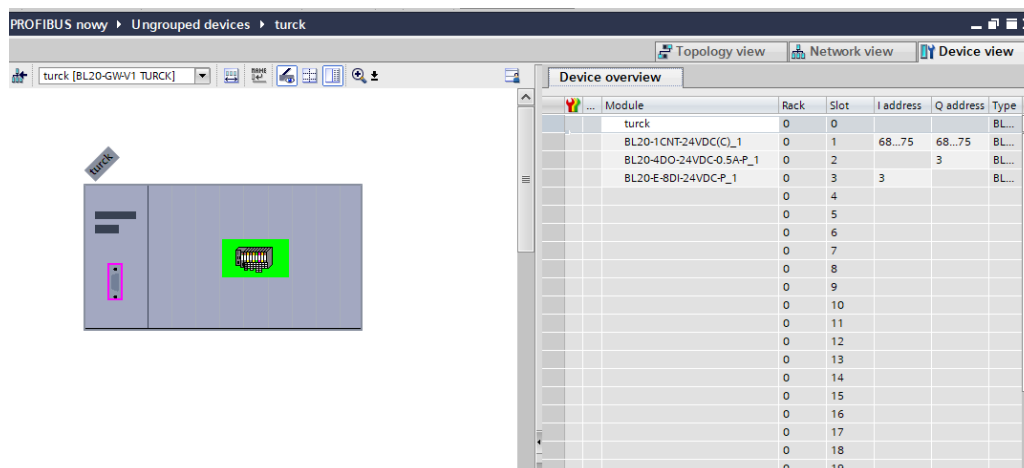 PROFIBUS nowy ▸ Ungrouped devices ▸ turck
Topology view Network view Device view
turck [BL20-GW-V1 TURCK]
Device overview
... Module Rack Slot I address Q address Type
turck 0 0 BL...
BL20-1CNT-24VDC(C)_1 0 1 68...75 68...75 BL...
BL20-4DO-24VDC-0.5A-P_1 0 2 3 BL...
BL20-E-8DI-24VDC-P_1 0 3 3 BL...
0 4
0 5
0 6
0 7
0 8
0 9
0 10
0 11
0 12
0 13
0 14
0 15
0 16
0 17
0 18
turck